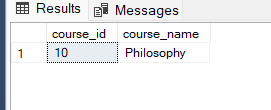 Results Messages
course_id course_name
1 10 Philosophy